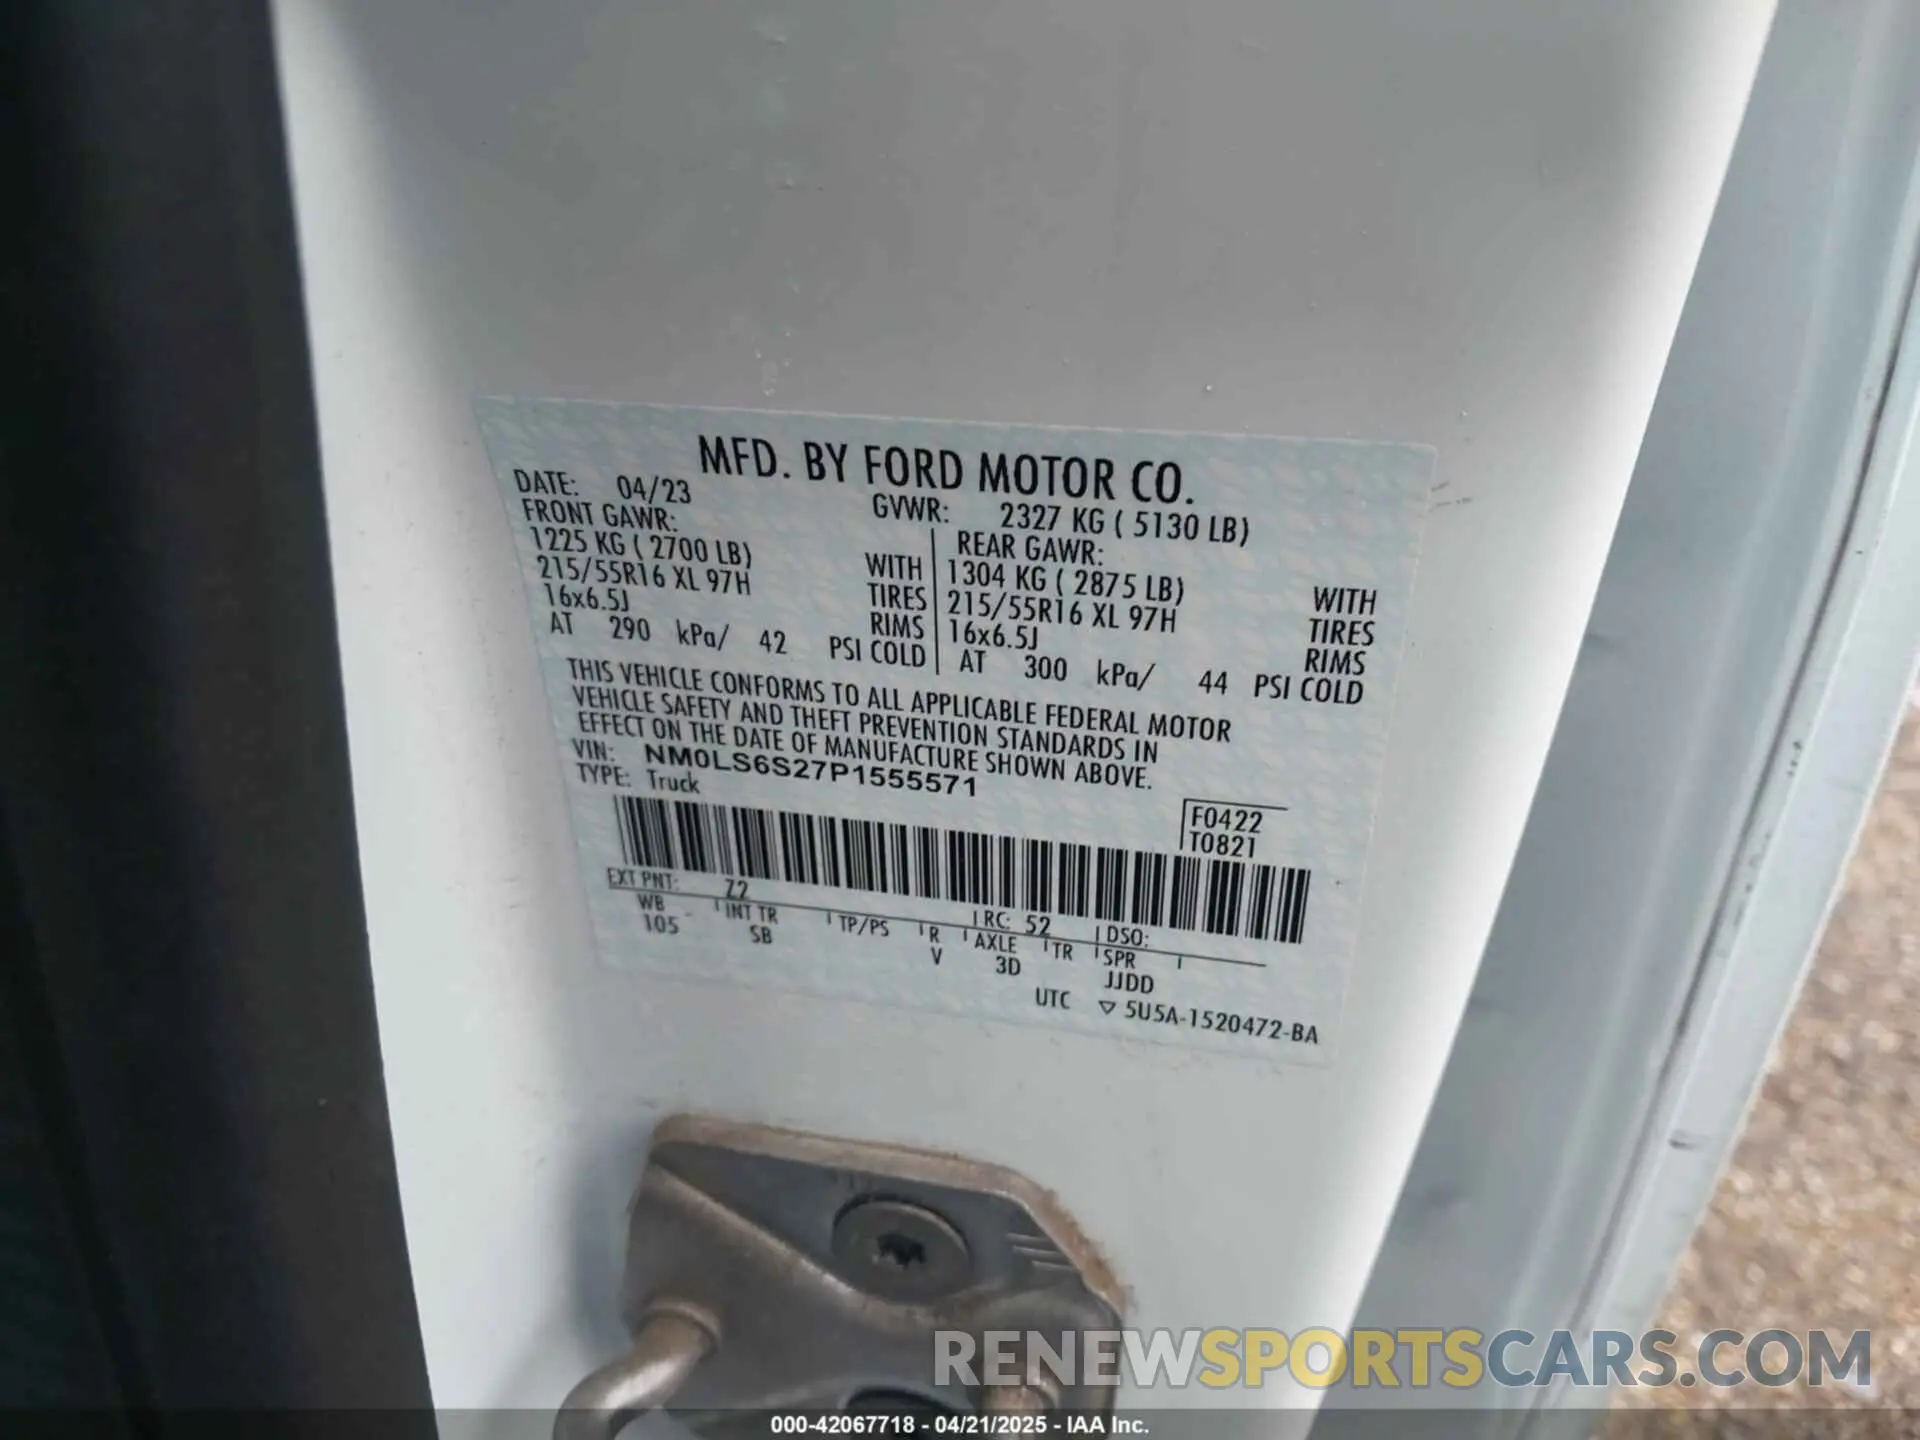 MFD. BY FORD MOTOR CO.
DATE: 04/23 GVWR: 2327 KG ( 5130 LB)
FRONT GAWR: REAR GAWR:
1225 KG ( 2700 LB) WITH 1304 KG ( 2875 LB) WITH
215/55R16 XL 97H TIRES 215/55R16 XL 97H TIRES
16x6.5J RIMS 16x6.5J RIMS
AT 290 kPa/ 42 PSI COLD AT 300 kPa/ 44 PSI COLD
THIS VEHICLE CONFORMS TO ALL APPLICABLE FEDERAL MOTOR
VEHICLE SAFETY AND THEFT PREVENTION STANDARDS IN
EFFECT ON THE DATE OF MANUFACTURE SHOWN ABOVE.
VIN: NM0LS6S27P1555571
TYPE: Truck
F0422
T0821
EXT PNT: Z2 RC: 52 DSO:
WB INT TR TP/PS R AXLE TR SPR
105 SB V 3D JJDD
UTC ▽ 5U5A-1520472-BA
RENEWSPORTSCARS.COM
000-42067718 - 04/21/2025 - IAA Inc.